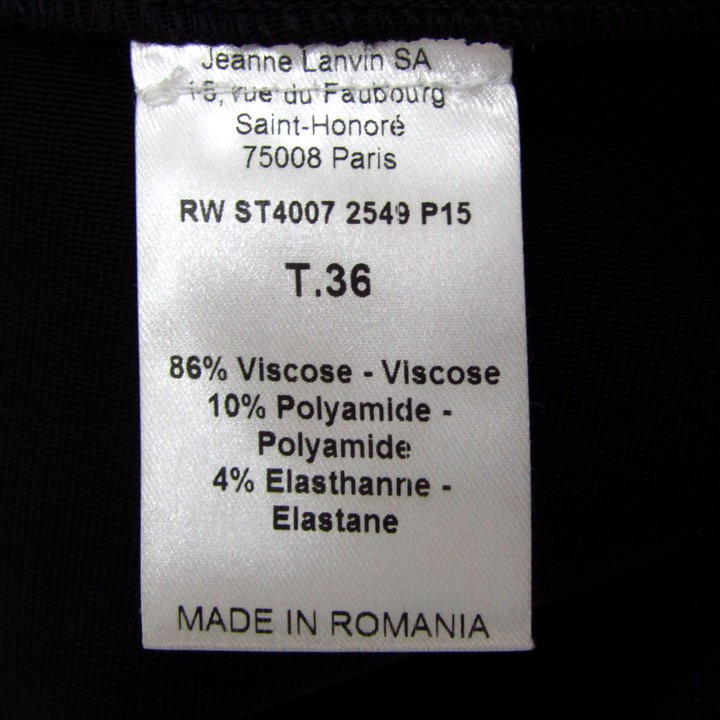 Jeanne Lanvin SA
rue du Faubourg
Saint-Honoré
75008 Paris
RW ST4007 2549 P15
T.36
86% Viscose - Viscose
10% Polyamide -
Polyamide
4% Elasthanne -
Elastane
MADE IN ROMANIA